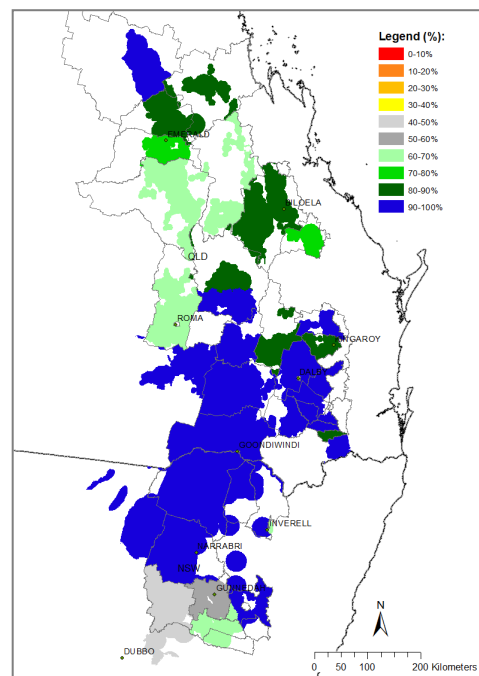 Legend (%):
0-10%
10-20%
20-30%
30-40%
40-50%
50-60%
60-70%
70-80%
80-90%
90-100%
EMERALD
BILOELA
QLD
ROMA
KINGAROY
DALBY
GOONDIWINDI
INVERELL
NARRABRI
NSW
GUNNEDAH
DUBBO
N
0 25 50 100 150 200 Kilometers